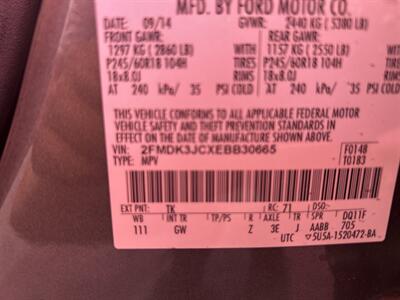 MFD. BY FORD MOTOR CO.
DATE: 09/14 GVWR: 2440 KG (5380 LB)
FRONT GAWR: REAR GAWR:
1297 KG (2860 LB) WITH 1157 KG (2550 LB) WITH
P245/60R18 104H TIRES P245/60R18 104H TIRES
18x8.0J RIMS 18x8.0J RIMS
AT 240 kPa/ 35 PSI COLD AT 240 kPa/ 35 PSI COLD
THIS VEHICLE CONFORMS TO ALL APPLICABLE FEDERAL MOTOR
VEHICLE SAFETY AND THEFT PREVENTION STANDARDS IN EFFECT
ON THE DATE OF MANUFACTURE SHOWN ABOVE.
VIN: 2FMDK3JCXEBB30665 F0148
TYPE: MPV T0183
EXT PNT: TK RC: 71 DSO:
WB INT TR TP/PS R AXLE TR SPR DQ11F
111 GW Z 3E J AABB 705
UTC 5U5A-1520472-BA